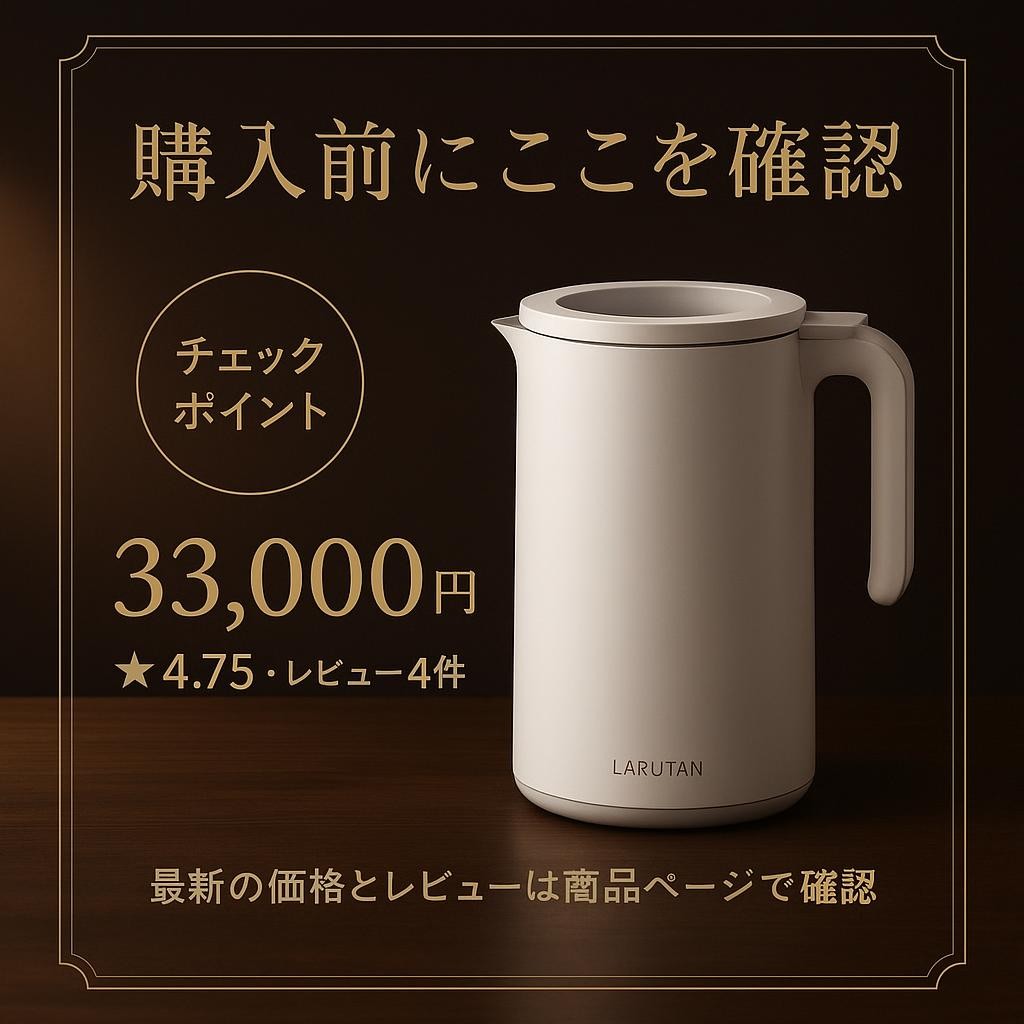 購入前にここを確認
チェック
ポイント
33,000円
★4.75・レビュー4件
LARUTAN
最新の価格とレビューは商品ページで確認